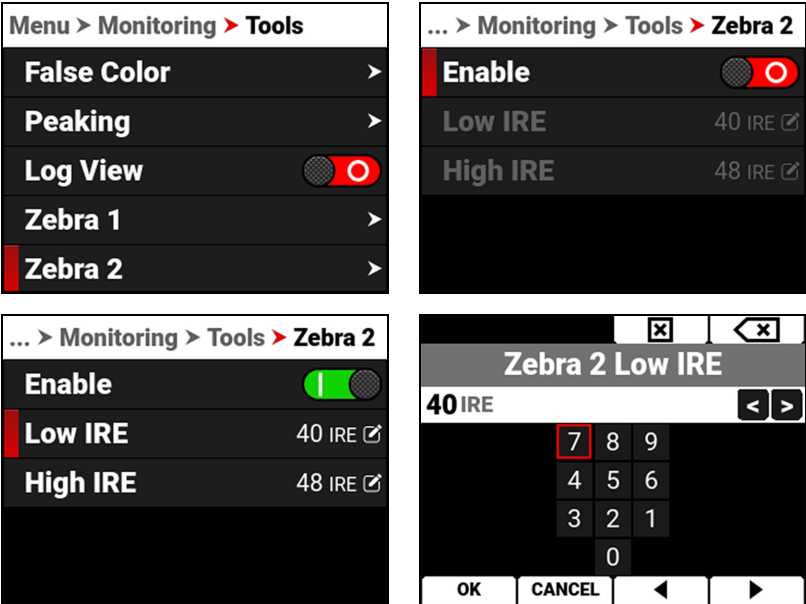 Menu > Monitoring > Tools
False Color >
Peaking >
Log View
Zebra 1 >
Zebra 2 >
... > Monitoring > Tools > Zebra 2
Enable
Low IRE 40 IRE
High IRE 48 IRE
... > Monitoring > Tools > Zebra 2
Enable
Low IRE 40 IRE
High IRE 48 IRE
Zebra 2 Low IRE
40 IRE < >
7 8 9
4 5 6
3 2 1
0
OK CANCEL